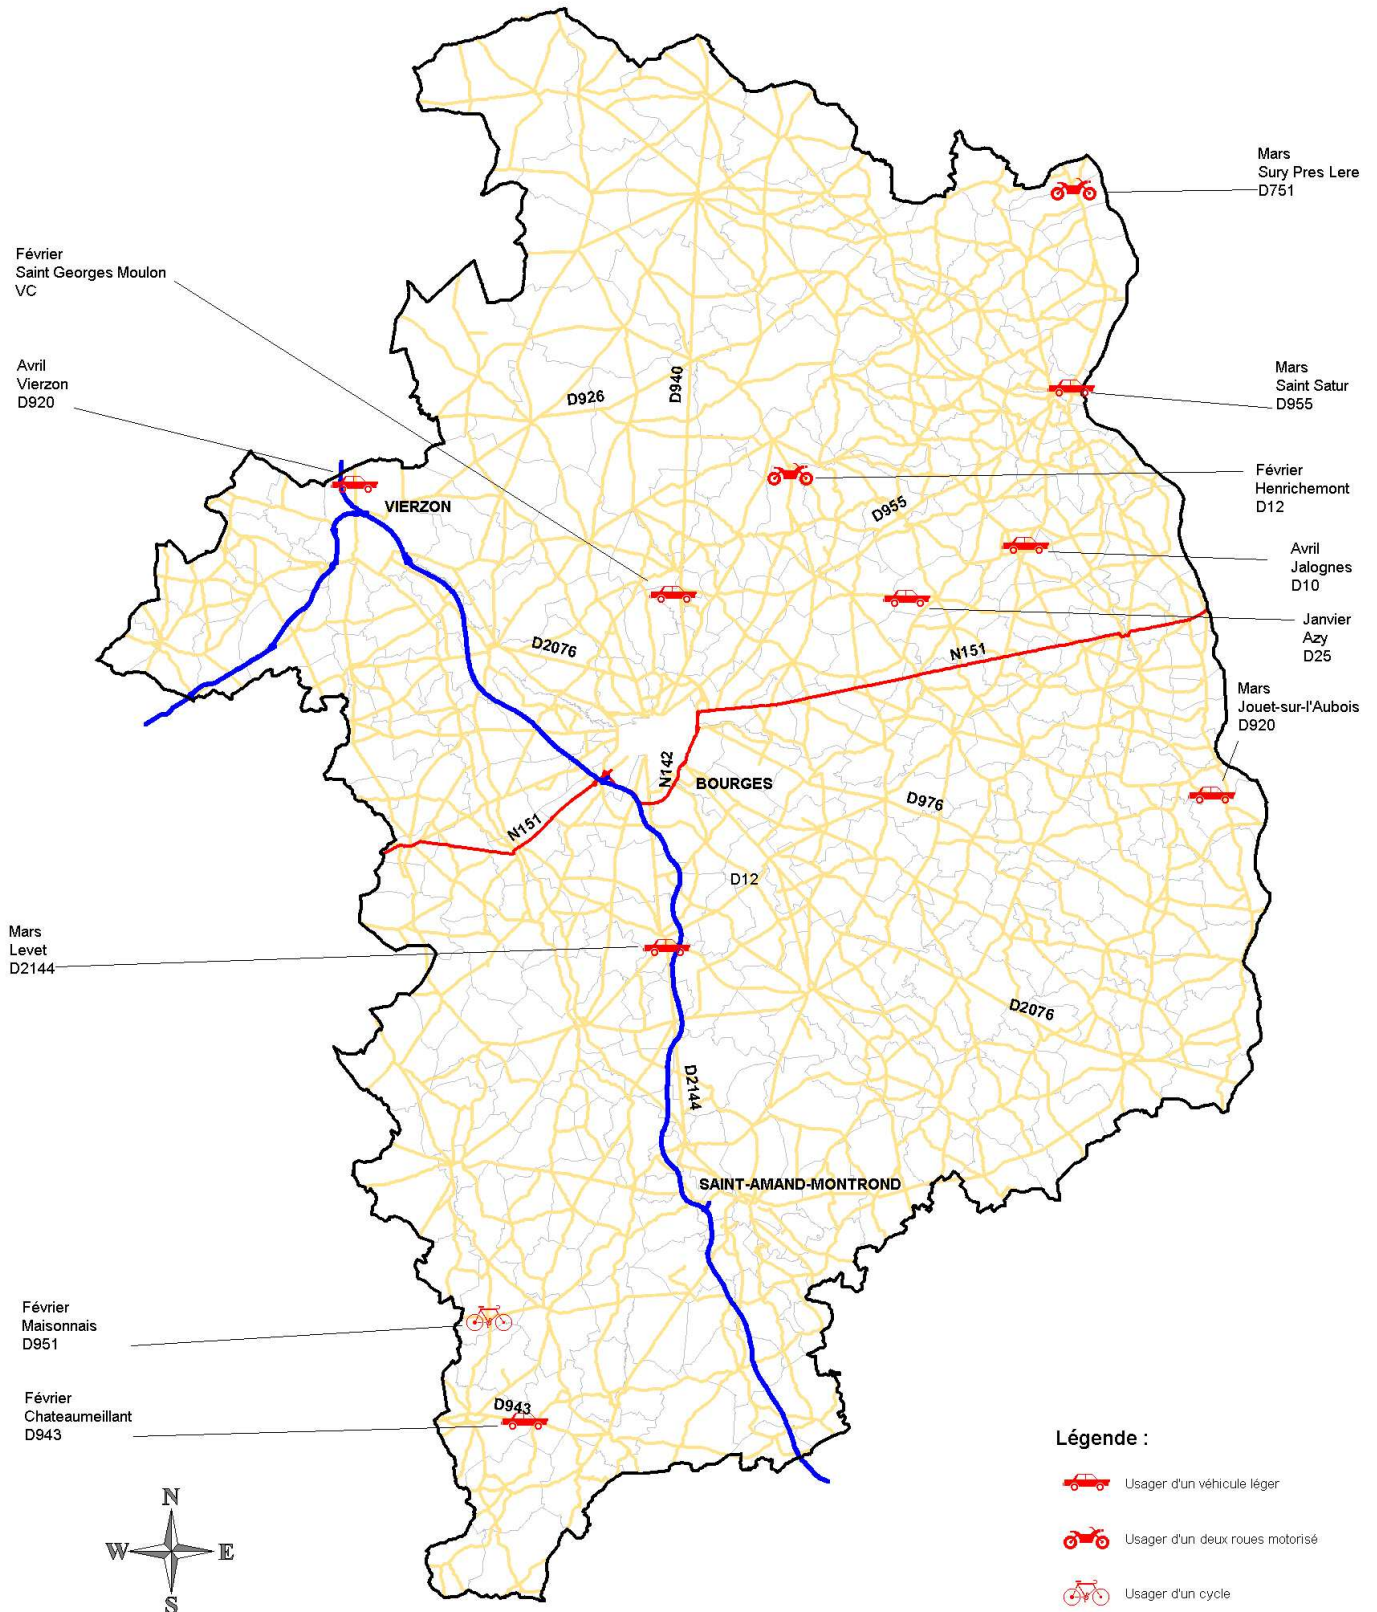 Mars
Sury Pres Lere
D751
Février
Saint Georges Moulon
VC
Avril
Vierzon
D920
Mars
Saint Satur
D955
D926
D940
Février
Henrichemont
D12
VIERZON
D955
Avril
Jalognes
D10
Janvier
Azy
D25
D2076
N151
Mars
Jouet-sur-l'Aubois
D920
N142
BOURGES
D976
N151
D12
Mars
Levet
D2144
D2076
D2144
SAINT-AMAND-MONTROND
Février
Maisonnais
D951
Février
Chateaumeillant
D943
D943
Légende :
Usager d'un véhicule léger
Usager d'un deux roues motorisé
Usager d'un cycle
N
W
E
S